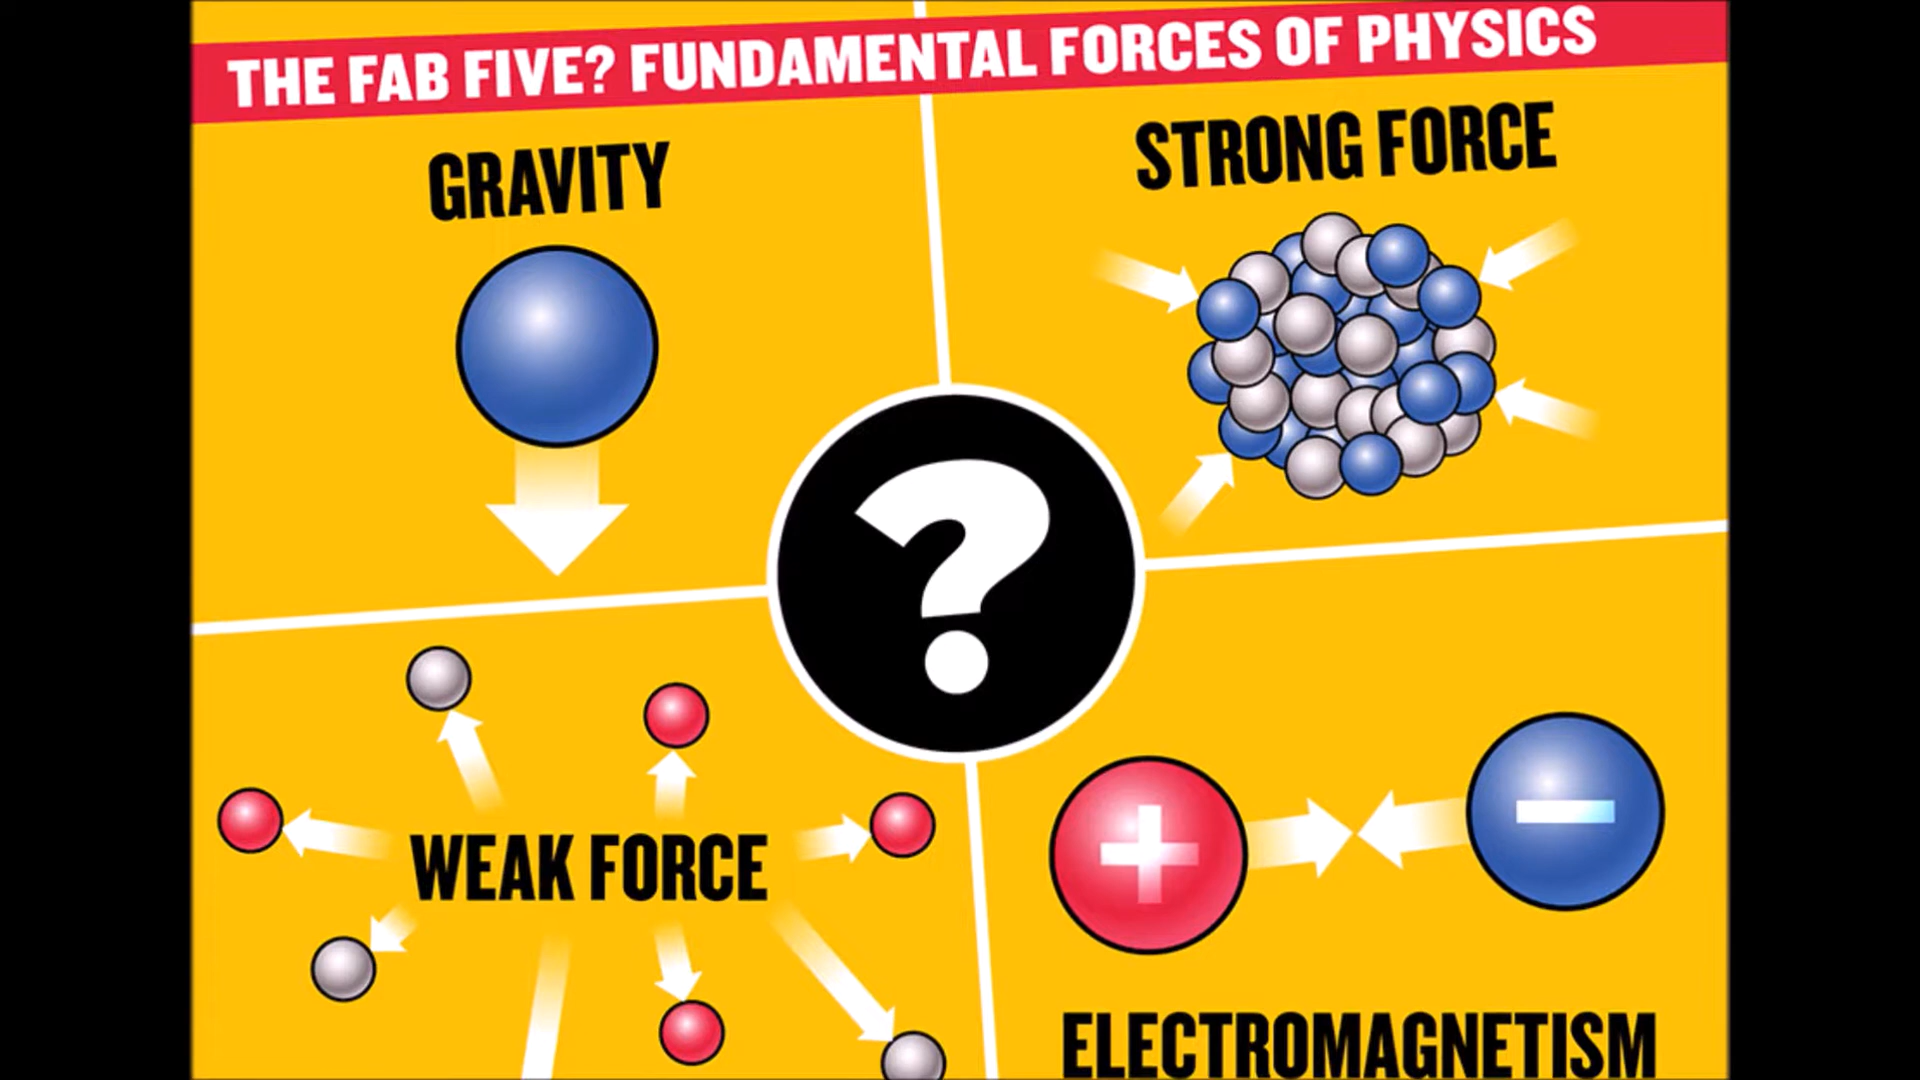 THE FAB FIVE? FUNDAMENTAL FORCES OF PHYSICS
GRAVITY
STRONG FORCE
?
WEAK FORCE
+
−
ELECTROMAGNETISM